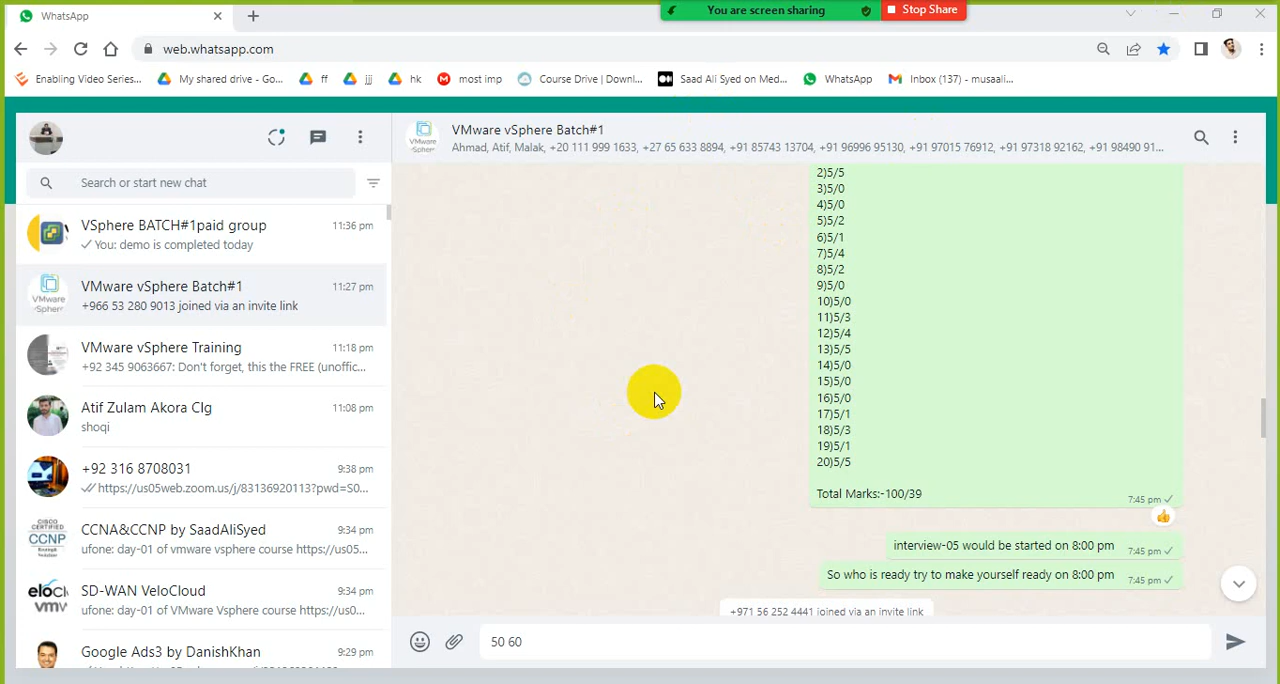 WhatsApp
You are screen sharing
Stop Share
web.whatsapp.com
Enabling Video Series...
My shared drive - Go...
ff
jjj
hk
most imp
Course Drive | Downl...
Saad Ali Syed on Med...
WhatsApp
Inbox (137) - musaali...
Search or start new chat
VSphere BATCH#1paid group
11:36 pm
You: demo is completed today
VMware vSphere Batch#1
11:27 pm
+966 53 280 9013 joined via an invite link
VMware vSphere Training
11:18 pm
+92 345 9063667: Don't forget, this the FREE (unoffic...
Atif Zulam Akora Clg
11:08 pm
shoqi
+92 316 8708031
9:38 pm
https://us05web.zoom.us/j/83136920113?pwd=S0...
CCNA&CCNP by SaadAliSyed
9:34 pm
ufone: day-01 of vmware vsphere course https://us05...
SD-WAN VeloCloud
9:34 pm
ufone: day-01 of VMware Vsphere course https://us0...
Google Ads3 by DanishKhan
9:29 pm
VMware vSphere Batch#1
Ahmad, Atif, Malak, +20 111 999 1633, +27 65 633 8894, +91 85743 13704, +91 96996 95130, +91 97015 76912, +91 97318 92162, +91 98490 91...
2)5/5
3)5/0
4)5/0
5)5/2
6)5/1
7)5/4
8)5/2
9)5/0
10)5/0
11)5/3
12)5/4
13)5/5
14)5/0
15)5/0
16)5/0
17)5/1
18)5/3
19)5/1
20)5/5
Total Marks:-100/39
7:45 pm
interview-05 would be started on 8:00 pm
7:45 pm
So who is ready try to make yourself ready on 8:00 pm
7:45 pm
+971 56 252 4441 joined via an invite link
50 60